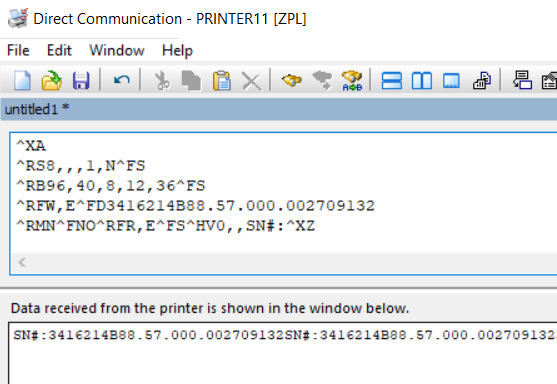 Direct Communication - PRINTER11 [ZPL]
File Edit Window Help
untitled1 *
^XA
^RS8,,,1,N^FS
^RB96,40,8,12,36^FS
^RFW,E^FD3416214B88.57.000.002709132
^RMN^FNO^RFR,E^FS^HV0,,SN#:^XZ
Data received from the printer is shown in the window below.
SN#:3416214B88.57.000.002709132SN#:3416214B88.57.000.002709132